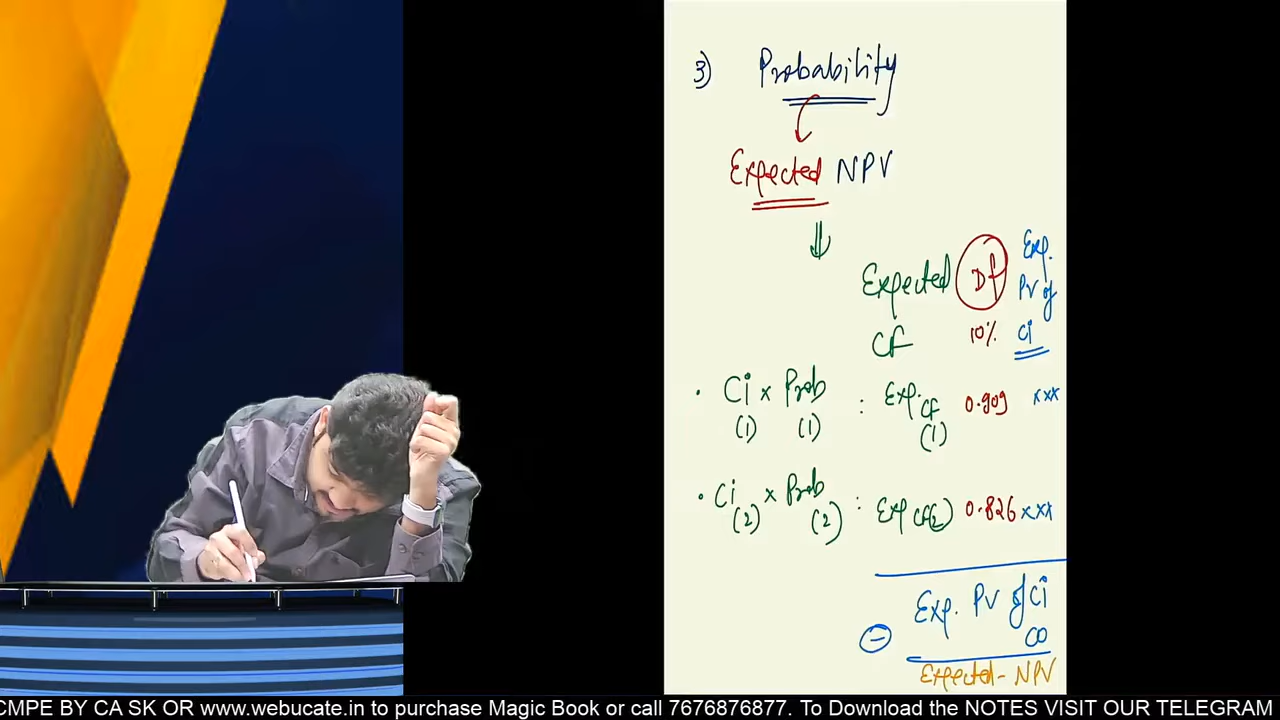 3) Probability
Expected NPV
Expected Df Exp.
CF 10% PV of
Ci
. Ci x Prob : Exp. CF 0.909 xxx
(1) (1) (1)
. Ci x Prob : Exp CF(2) 0.826 xxx
(2) (2)
Exp. PV of Ci
(-) CO
Expected - NPV
CMPE BY CA SK OR www.webucate.in to purchase Magic Book or call 7676876877. To Download the NOTES VISIT OUR TELEGRAM